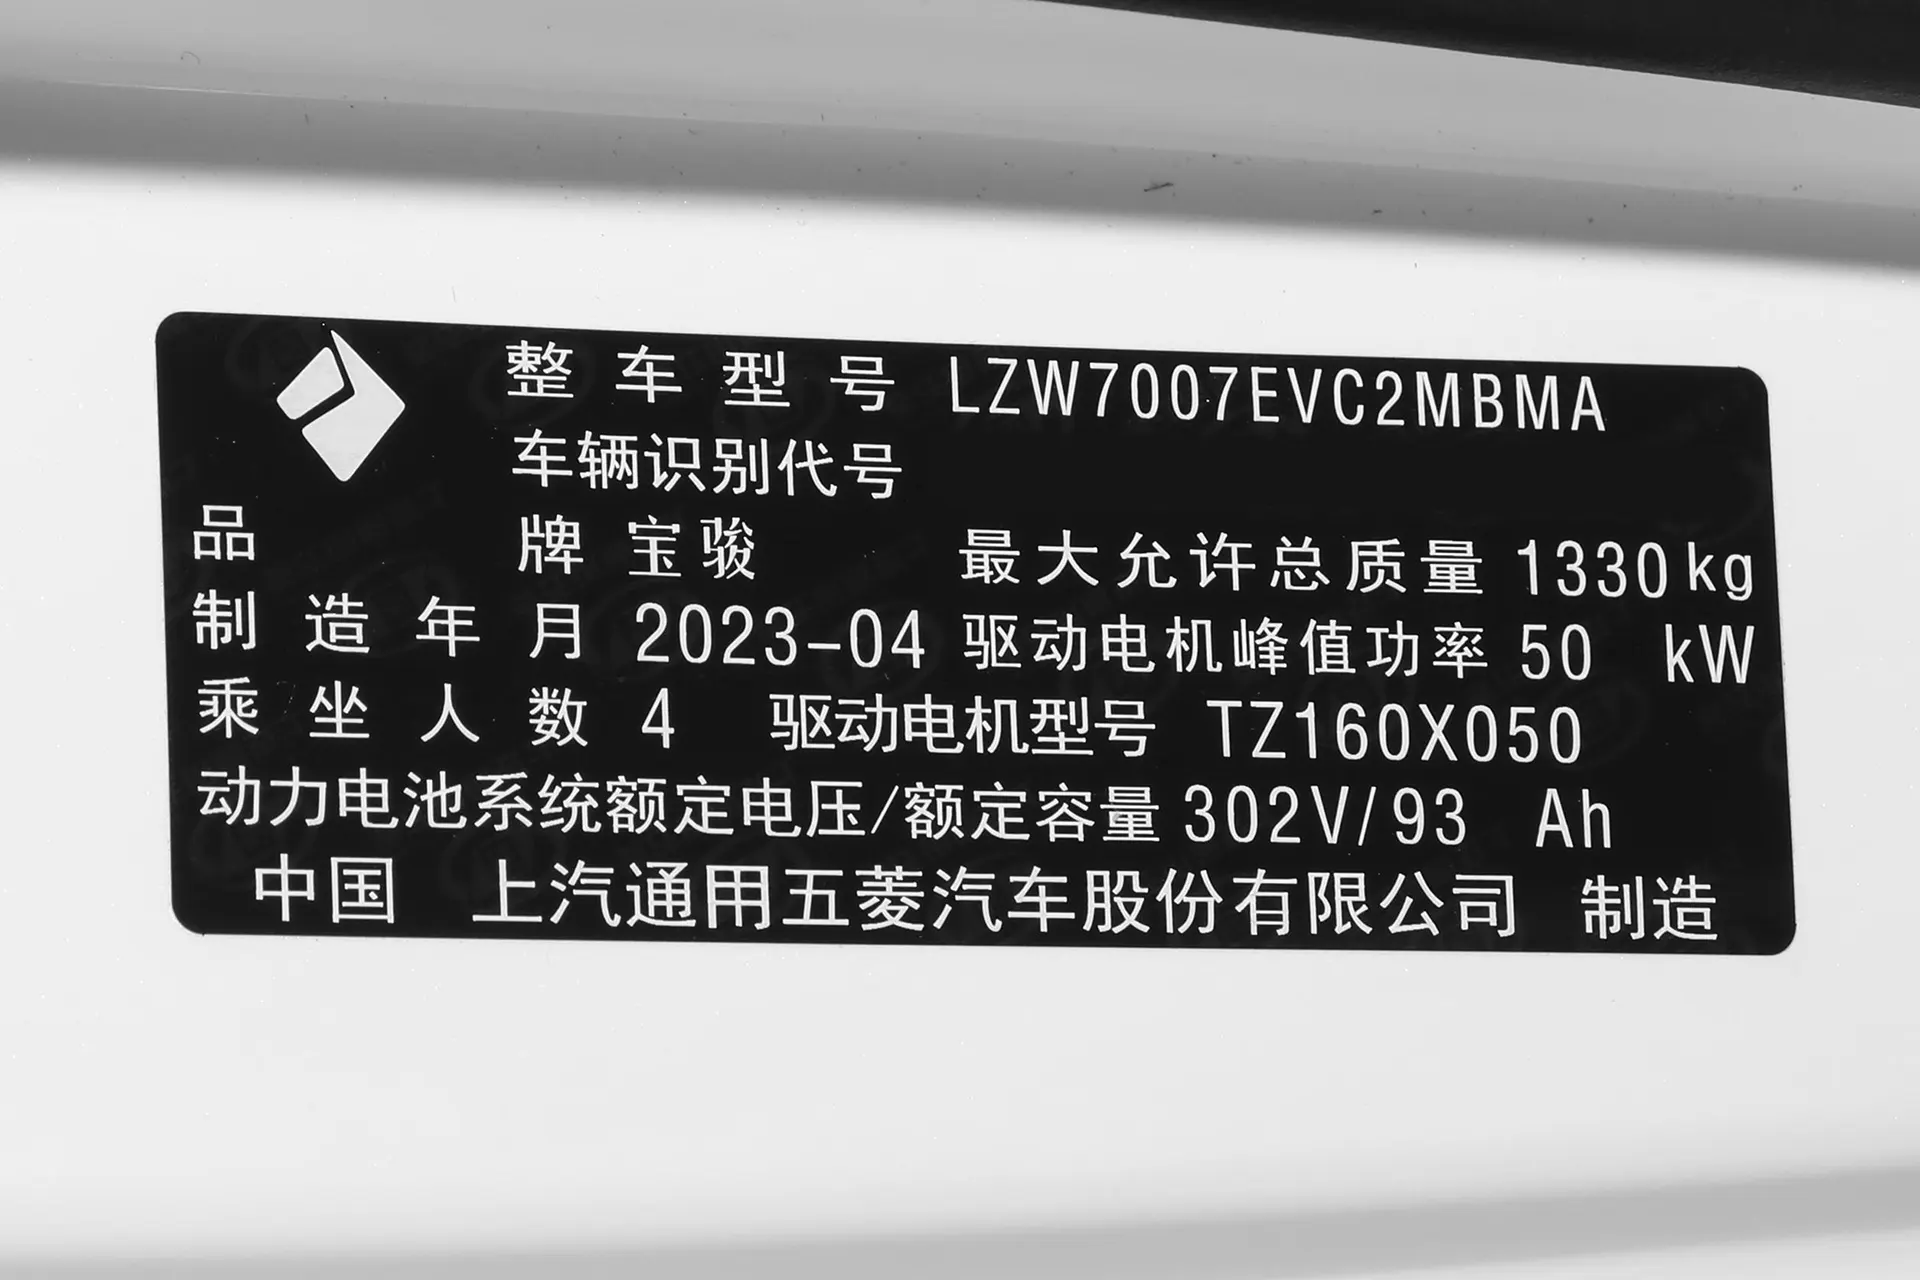 整车型号 LZW7007EVC2MBMA
车辆识别代号
品牌 宝骏 最大允许总质量 1330kg
制造年月 2023-04 驱动电机峰值功率 50 kW
乘坐人数 4 驱动电机型号 TZ160X050
动力电池系统额定电压/额定容量 302V/93 Ah
中国 上汽通用五菱汽车股份有限公司 制造